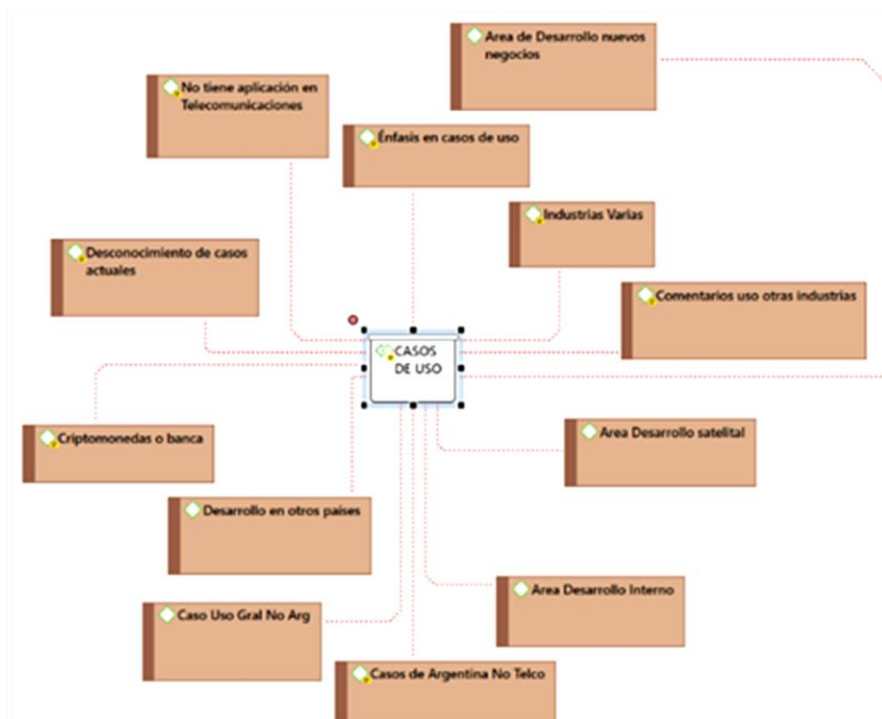 Area de Desarrollo nuevos
negocios
No tiene aplicación en
Telecomunicaciones
Énfasis en casos de uso
Industrias Varias
Desconocimiento de casos
actuales
Comentarios uso otras industrias
CASOS
DE USO
Criptomonedas o banca
Area Desarrollo satelital
Desarrollo en otros países
Area Desarrollo Interno
Caso Uso Gral No Arg
Casos de Argentina No Telco